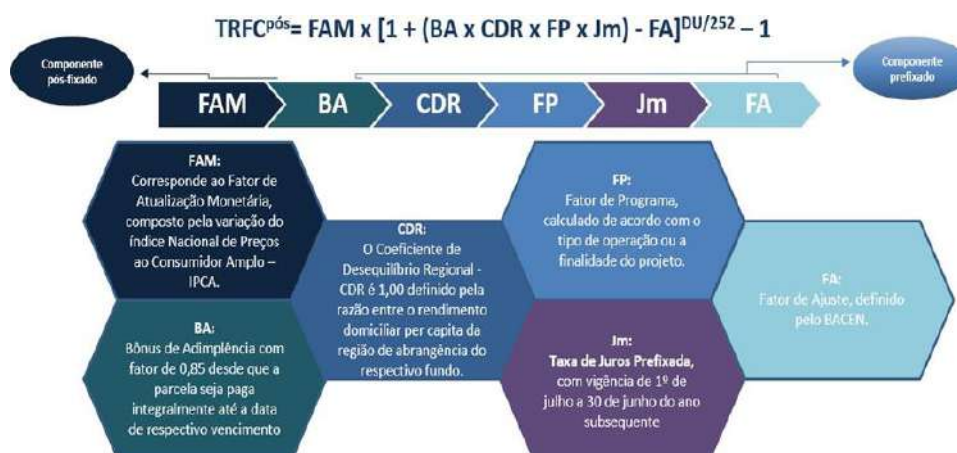 TRFCpós= FAM x [1 + (BA x CDR x FP x Jm) - FA]DU/252 – 1
Componente
pós-fixado
Componente
prefixado
FAM
BA
CDR
FP
Jm
FA
FAM:
Corresponde ao Fator de
Atualização Monetária,
composto pela variação do
índice Nacional de Preços
ao Consumidor Amplo –
IPCA.
BA:
Bônus de Adimplência com
fator de 0,85 desde que a
parcela seja paga
integralmente até a data
de respectivo vencimento
CDR:
O Coeficiente de
Desequilíbrio Regional -
CDR é 1,00 definido pela
razão entre o rendimento
domiciliar per capita da
região de abrangência do
respectivo fundo.
FP:
Fator de Programa,
calculado de acordo com o
tipo de operação ou a
finalidade do projeto.
Jm:
Taxa de Juros Prefixada,
com vigência de 1º de
julho a 30 de junho do ano
subsequente
FA:
Fator de Ajuste, definido
pelo BACEN.